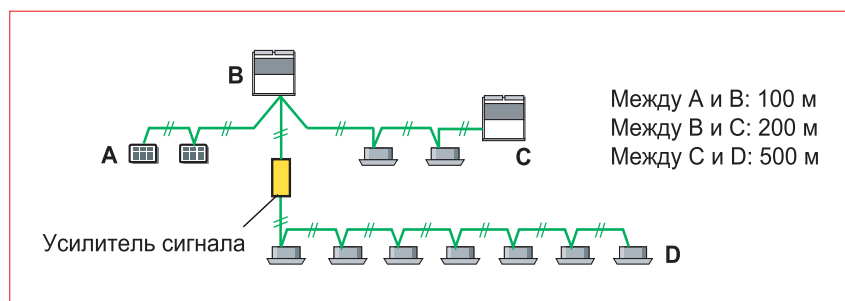 B
A
C
Между A и B: 100 м
Между B и C: 200 м
Между C и D: 500 м
Усилитель сигнала
D